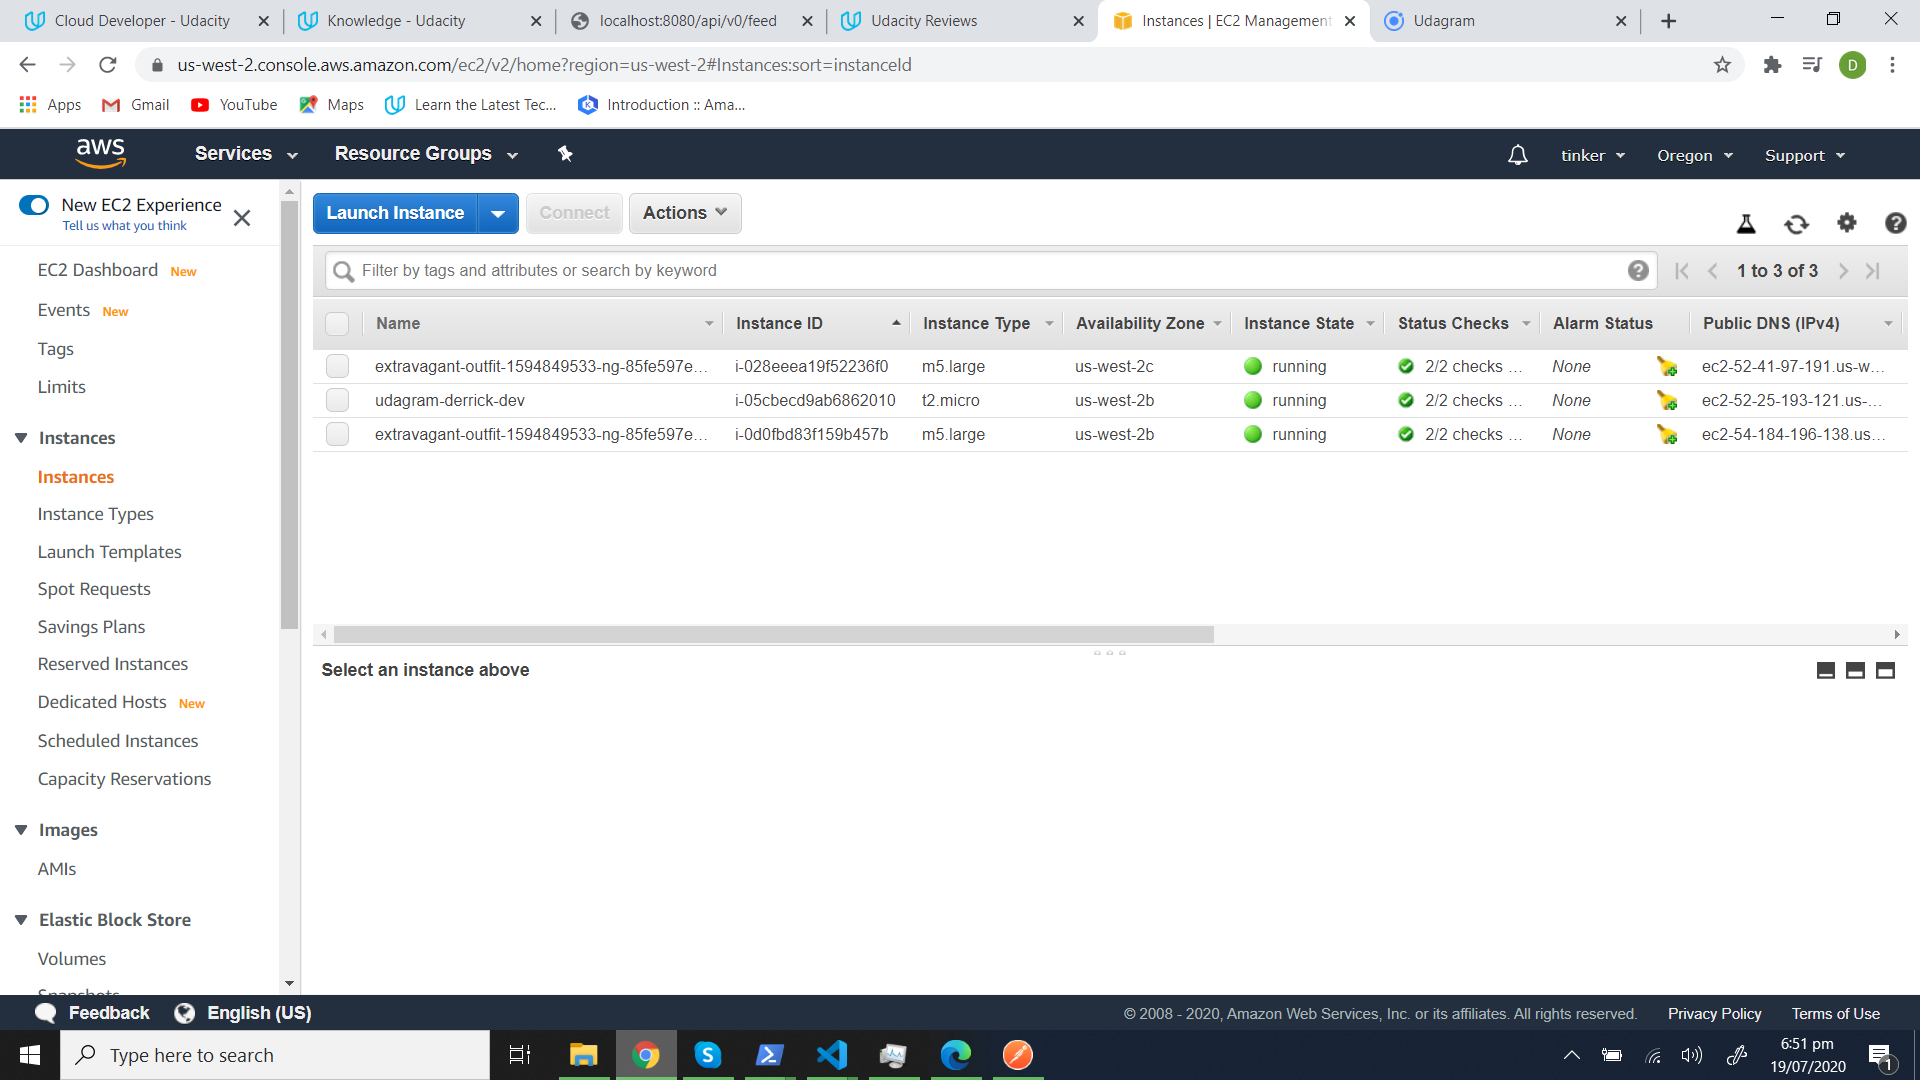 Cloud Developer - Udacity
Knowledge - Udacity
localhost:8080/api/v0/feed
Udacity Reviews
Instances | EC2 Management
Udagram
us-west-2.console.aws.amazon.com/ec2/v2/home?region=us-west-2#Instances:sort=instanceId
D
Apps
Gmail
YouTube
Maps
Learn the Latest Tec...
Introduction :: Ama...
aws
Services
Resource Groups
tinker
Oregon
Support
New EC2 Experience
Tell us what you think
EC2 Dashboard New
Events New
Tags
Limits
Instances
Instances
Instance Types
Launch Templates
Spot Requests
Savings Plans
Reserved Instances
Dedicated Hosts New
Scheduled Instances
Capacity Reservations
Images
AMIs
Elastic Block Store
Volumes
Snapshots
Launch Instance
Connect
Actions
Filter by tags and attributes or search by keyword
1 to 3 of 3
Name Instance ID Instance Type Availability Zone Instance State Status Checks Alarm Status Public DNS (IPv4)
extravagant-outfit-1594849533-ng-85fe597e... i-028eeea19f52236f0 m5.large us-west-2c running 2/2 checks ... None ec2-52-41-97-191.us-w...
udagram-derrick-dev i-05cbecd9ab6862010 t2.micro us-west-2b running 2/2 checks ... None ec2-52-25-193-121.us-...
extravagant-outfit-1594849533-ng-85fe597e... i-0d0fbd83f159b457b m5.large us-west-2b running 2/2 checks ... None ec2-54-184-196-138.us...
Select an instance above
Feedback
English (US)
© 2008 - 2020, Amazon Web Services, Inc. or its affiliates. All rights reserved.
Privacy Policy
Terms of Use
Type here to search
6:51 pm
19/07/2020
1